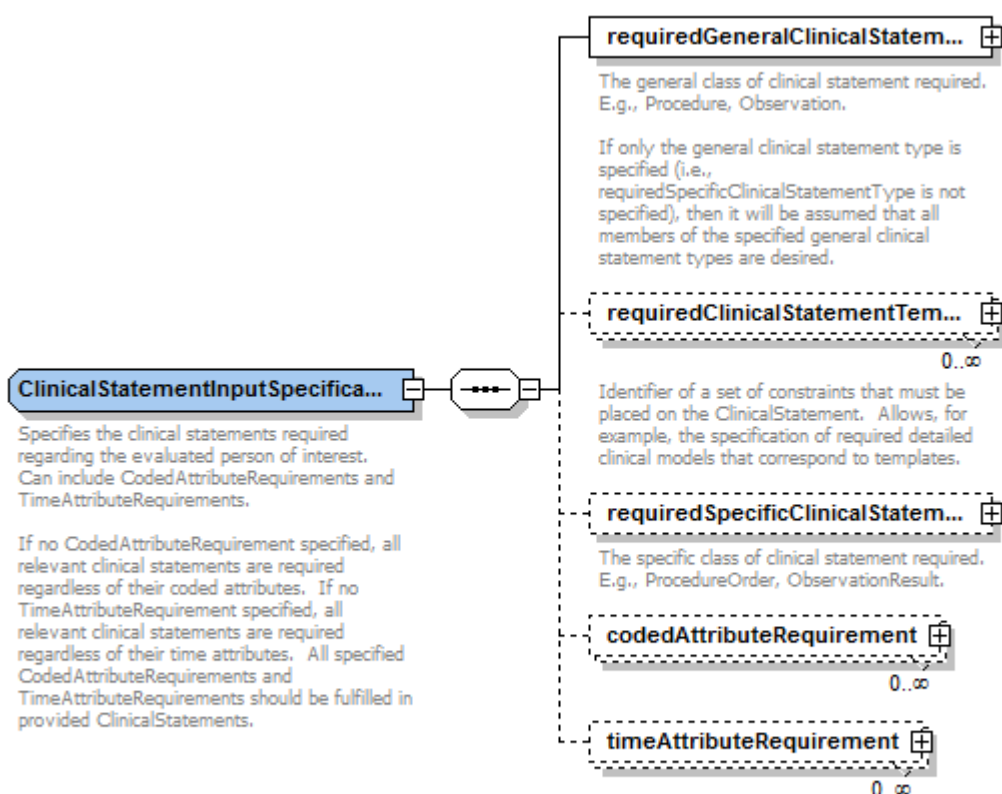 requiredGeneralClinicalStatem...
The general class of clinical statement required.
E.g., Procedure, Observation.
If only the general clinical statement type is
specified (i.e.,
requiredSpecificClinicalStatementType is not
specified), then it will be assumed that all
members of the specified general clinical
statement types are desired.
requiredClinicalStatementTem...
0..∞
Identifier of a set of constraints that must be
placed on the ClinicalStatement.  Allows, for
example, the specification of required detailed
clinical models that correspond to templates.
ClinicalStatementInputSpecifica...
Specifies the clinical statements required
regarding the evaluated person of interest.
Can include CodedAttributeRequirements and
TimeAttributeRequirements.
If no CodedAttributeRequirement specified, all
relevant clinical statements are required
regardless of their coded attributes.  If no
TimeAttributeRequirement specified, all
relevant clinical statements are required
regardless of their time attributes.  All specified
CodedAttributeRequirements and
TimeAttributeRequirements should be fulfilled in
provided ClinicalStatements.
requiredSpecificClinicalStatem...
The specific class of clinical statement required.
E.g., ProcedureOrder, ObservationResult.
codedAttributeRequirement
0..∞
timeAttributeRequirement
0..∞